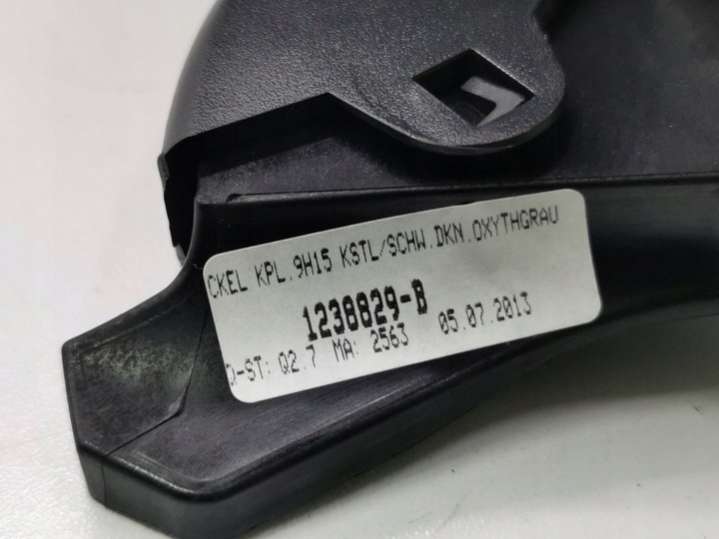 CKEL KPL.9H15 KSTL/SCHW.DKN.OXYTHGRAU
1238829-B
D-ST: Q2.7 MA: 2563 05.07.2013